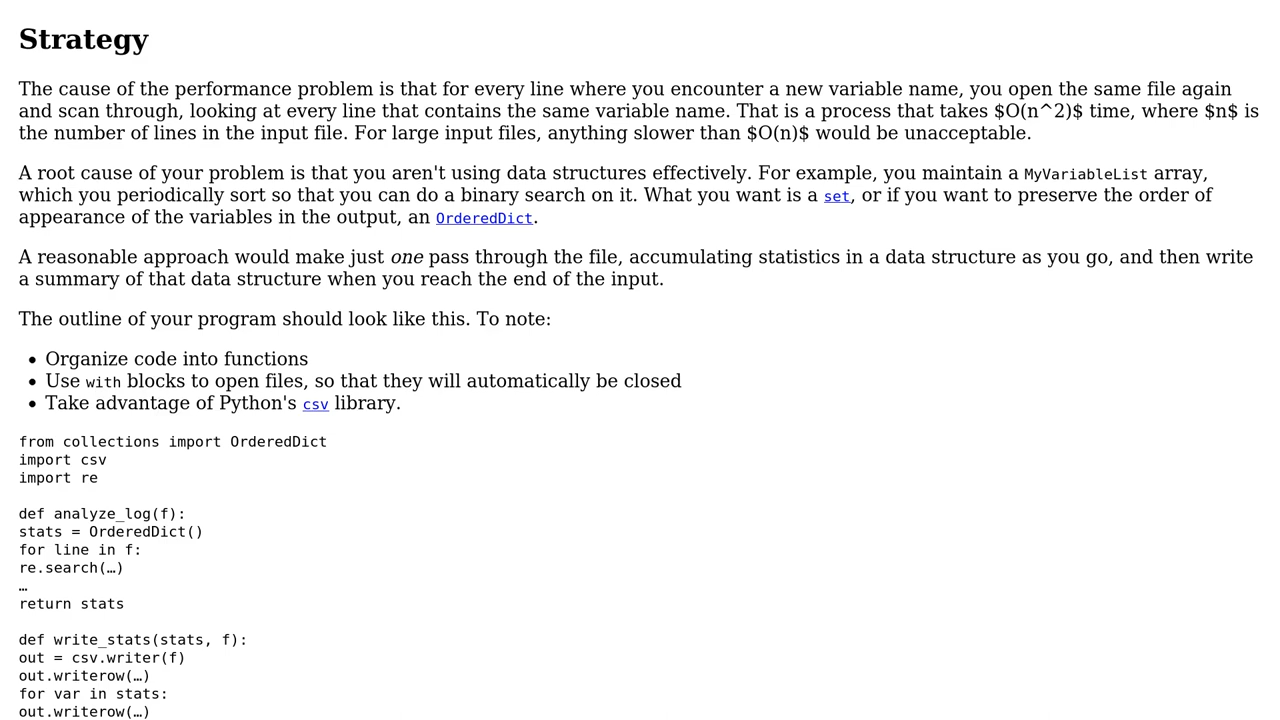 Strategy
The cause of the performance problem is that for every line where you encounter a new variable name, you open the same file again
and scan through, looking at every line that contains the same variable name. That is a process that takes $O(n^2)$ time, where $n$ is
the number of lines in the input file. For large input files, anything slower than $O(n)$ would be unacceptable.
A root cause of your problem is that you aren't using data structures effectively. For example, you maintain a MyVariableList array,
which you periodically sort so that you can do a binary search on it. What you want is a set, or if you want to preserve the order of
appearance of the variables in the output, an OrderedDict.
A reasonable approach would make just one pass through the file, accumulating statistics in a data structure as you go, and then write
a summary of that data structure when you reach the end of the input.
The outline of your program should look like this. To note:
• Organize code into functions
• Use with blocks to open files, so that they will automatically be closed
• Take advantage of Python's csv library.
from collections import OrderedDict
import csv
import re
def analyze_log(f):
stats = OrderedDict()
for line in f:
re.search(…)
…
return stats
def write_stats(stats, f):
out = csv.writer(f)
out.writerow(…)
for var in stats:
out.writerow(…)